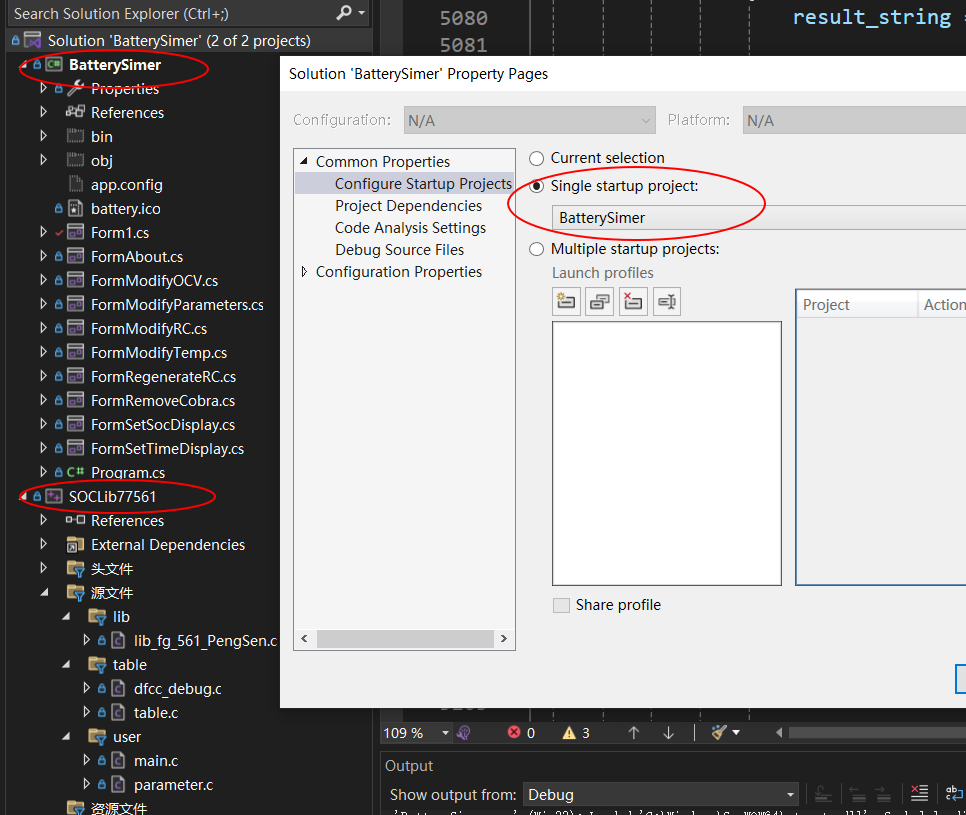 Search Solution Explorer (Ctrl+;)
Solution 'BatterySimer' (2 of 2 projects)
BatterySimer
Properties
References
bin
obj
app.config
battery.ico
Form1.cs
FormAbout.cs
FormModifyOCV.cs
FormModifyParameters.cs
FormModifyRC.cs
FormModifyTemp.cs
FormRegenerateRC.cs
FormRemoveCobra.cs
FormSetSocDisplay.cs
FormSetTimeDisplay.cs
C# Program.cs
SOCLib77561
References
External Dependencies
头文件
源文件
lib
lib_fg_561_PengSen.c
table
dfcc_debug.c
table.c
user
main.c
parameter.c
资源文件
5080
5081
result_string =
Solution 'BatterySimer' Property Pages
Configuration: N/A Platform: N/A
Common Properties
Configure Startup Projects
Project Dependencies
Code Analysis Settings
Debug Source Files
Configuration Properties
Current selection
Single startup project:
BatterySimer
Multiple startup projects:
Launch profiles
Project Action
Share profile
109 % 0 3
Output
Show output from: Debug